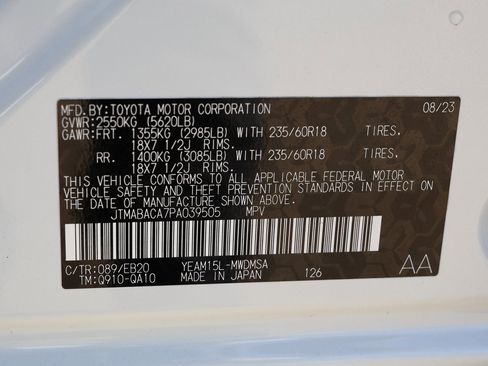 MFD.BY:TOYOTA MOTOR CORPORATION 08/23
GVWR:2550KG (5620LB)
GAWR:FRT. 1355KG (2985LB) WITH 235/60R18 TIRES.
18X7 1/2J RIMS.
RR. 1400KG (3085LB) WITH 235/60R18 TIRES.
18X7 1/2J RIMS.
THIS VEHICLE CONFORMS TO ALL APPLICABLE FEDERAL MOTOR
VEHICLE SAFETY AND THEFT PREVENTION STANDARDS IN EFFECT ON
THE DATE OF MANUFACTURE SHOWN ABOVE.
JTMABACA7PA039505 MPV
C/TR:089/EB20 YEAM15L-MWDMSA AA
TM:Q910-QA10 MADE IN JAPAN 126